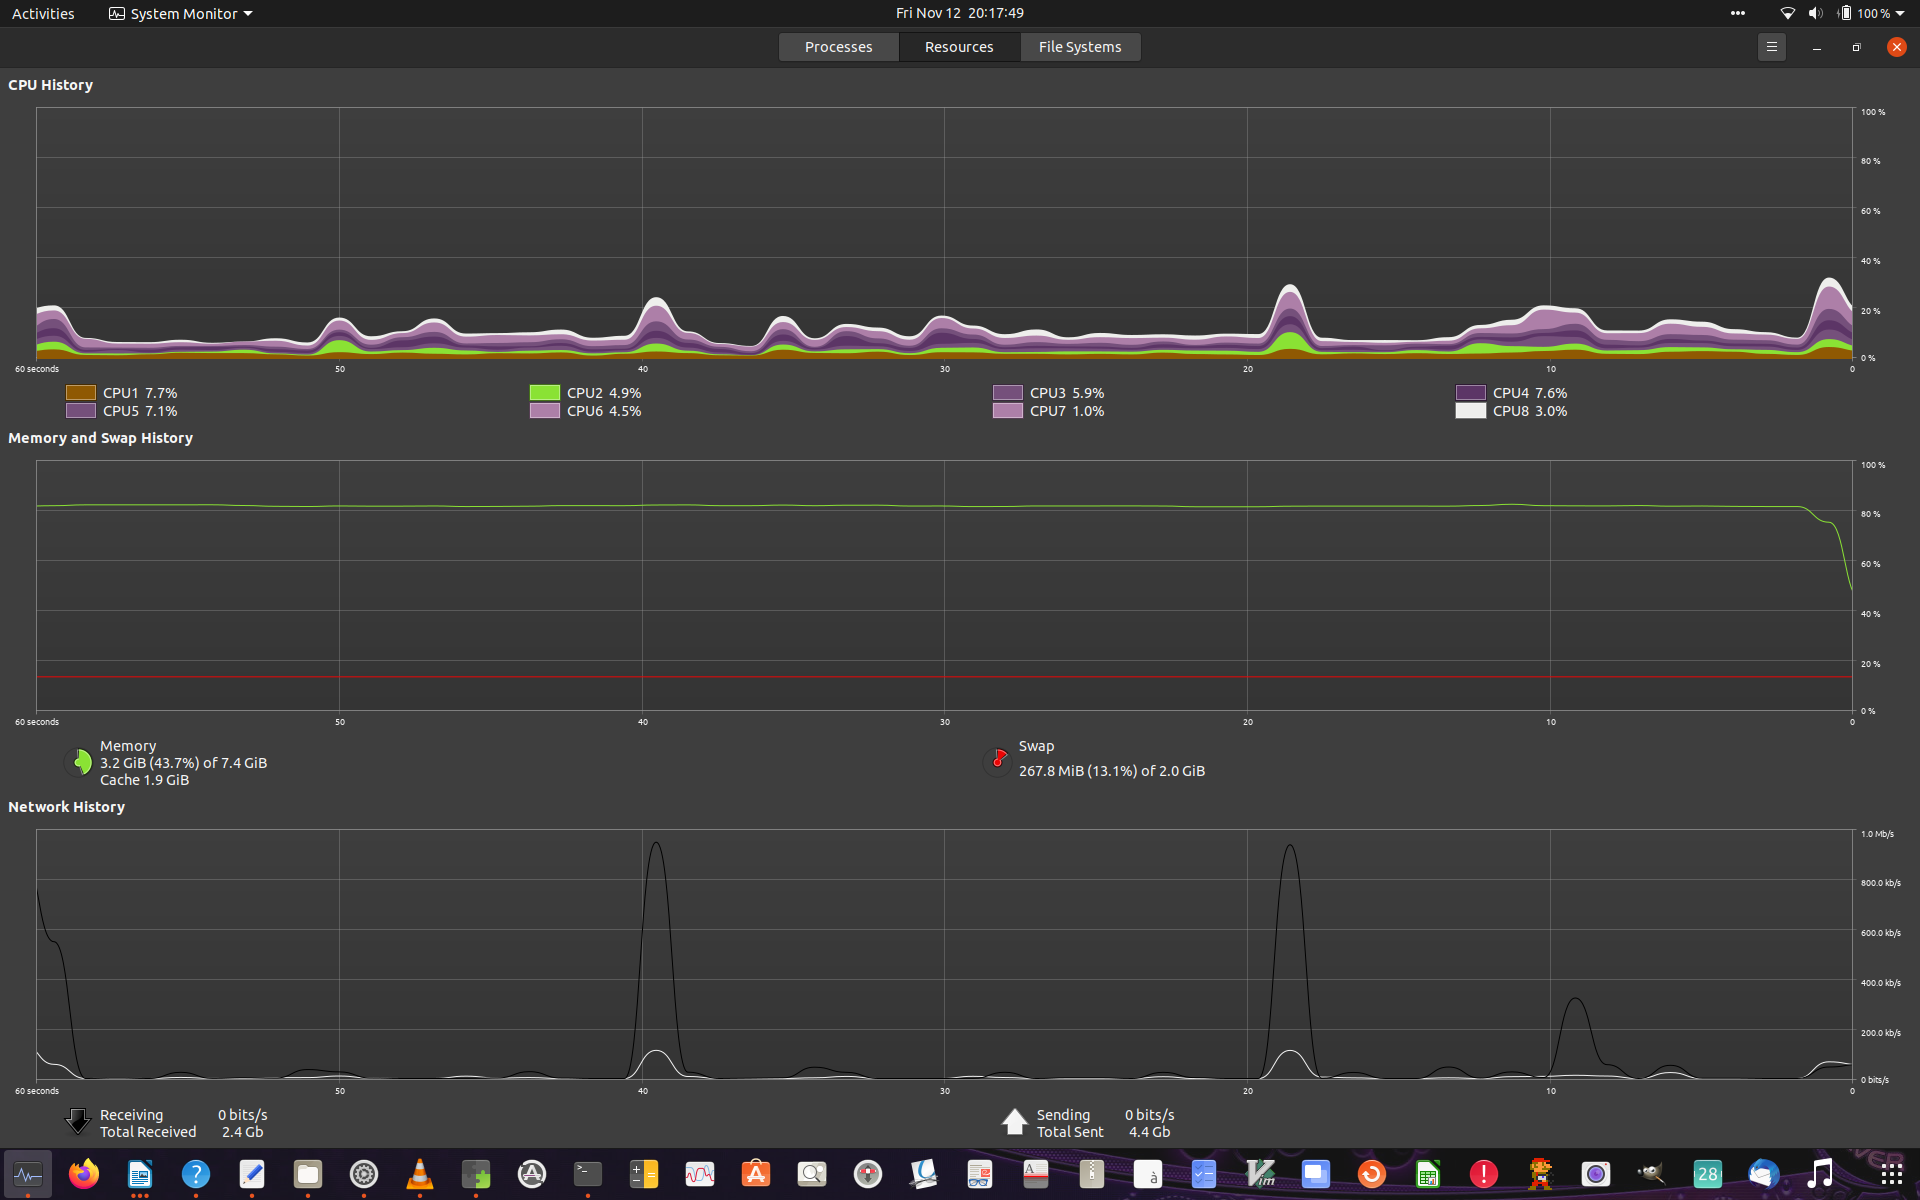 Activities System Monitor Fri Nov 12 20:17:49 100 %
Processes Resources File Systems
CPU History
100 %
80 %
60 %
40 %
20 %
0 %
60 seconds 50 40 30 20 10 0
CPU1 7.7% CPU2 4.9% CPU3 5.9% CPU4 7.6%
CPU5 7.1% CPU6 4.5% CPU7 1.0% CPU8 3.0%
Memory and Swap History
100 %
80 %
60 %
40 %
20 %
0 %
60 seconds 50 40 30 20 10 0
Memory Swap
3.2 GiB (43.7%) of 7.4 GiB 267.8 MiB (13.1%) of 2.0 GiB
Cache 1.9 GiB
Network History
1.0 Mb/s
800.0 kb/s
600.0 kb/s
400.0 kb/s
200.0 kb/s
0 bits/s
60 seconds 50 40 30 20 10 0
Receiving 0 bits/s Sending 0 bits/s
Total Received 2.4 Gb Total Sent 4.4 Gb
? >_ A à Vim ! 28